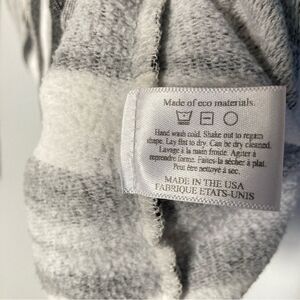 Made of eco materials.
Hand wash cold. Shake out to regain
shape. Lay flat to dry. Can be dry cleaned.
Lavage à la main froide. Agiter à
reprendre forme. Faites-la sécher à plat.
Peut être nettoyé à sec.
MADE IN THE USA
FABRIQUE ETATS-UNIS